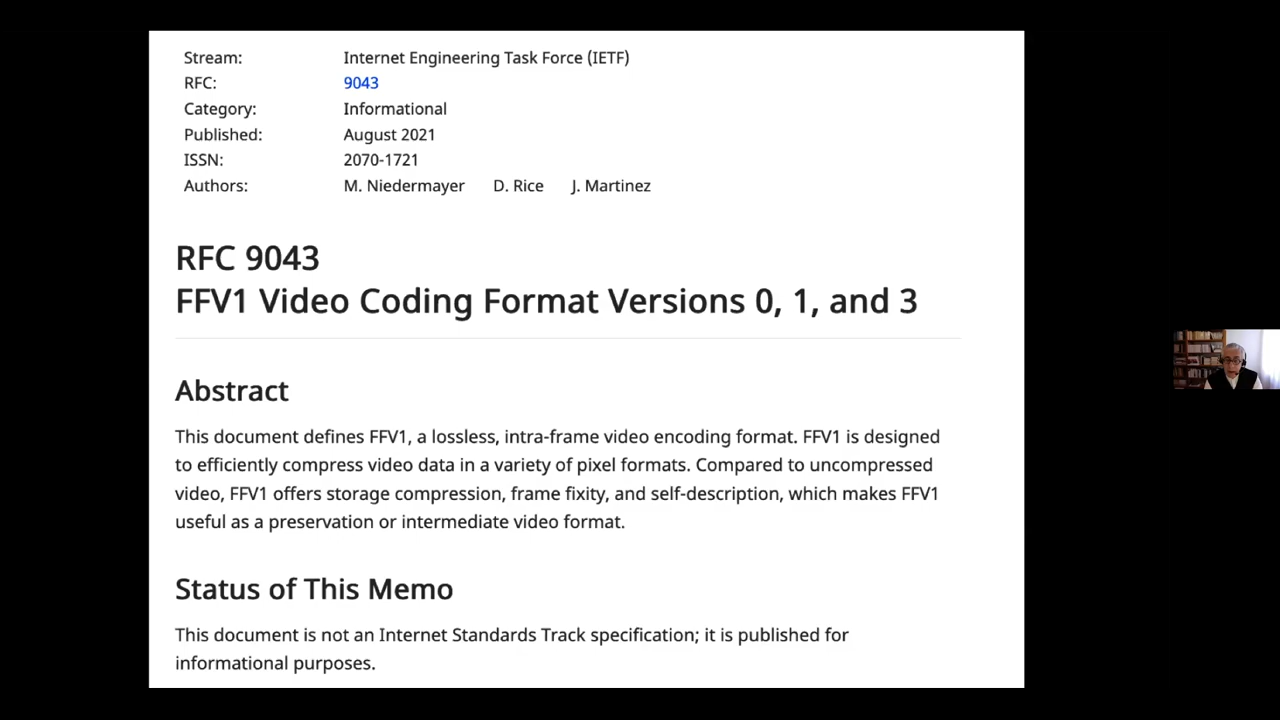 Stream: Internet Engineering Task Force (IETF)
RFC: 9043
Category: Informational
Published: August 2021
ISSN: 2070-1721
Authors: M. Niedermayer D. Rice J. Martinez
RFC 9043
FFV1 Video Coding Format Versions 0, 1, and 3
Abstract
This document defines FFV1, a lossless, intra-frame video encoding format. FFV1 is designed
to efficiently compress video data in a variety of pixel formats. Compared to uncompressed
video, FFV1 offers storage compression, frame fixity, and self-description, which makes FFV1
useful as a preservation or intermediate video format.
Status of This Memo
This document is not an Internet Standards Track specification; it is published for
informational purposes.